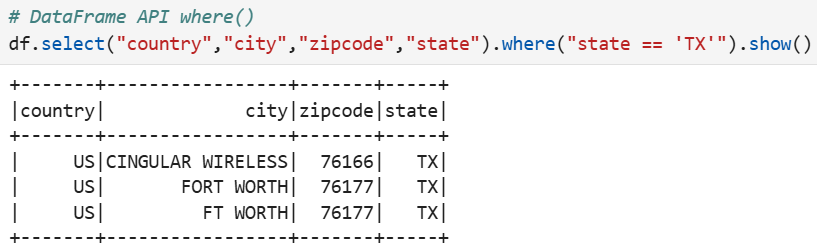 # DataFrame API where()
df.select("country","city","zipcode","state").where("state == 'TX'").show()
+-------+-----------------+-------+-----+
|country|             city|zipcode|state|
+-------+-----------------+-------+-----+
|     US|CINGULAR WIRELESS|  76166|   TX|
|     US|       FORT WORTH|  76177|   TX|
|     US|         FT WORTH|  76177|   TX|
+-------+-----------------+-------+-----+